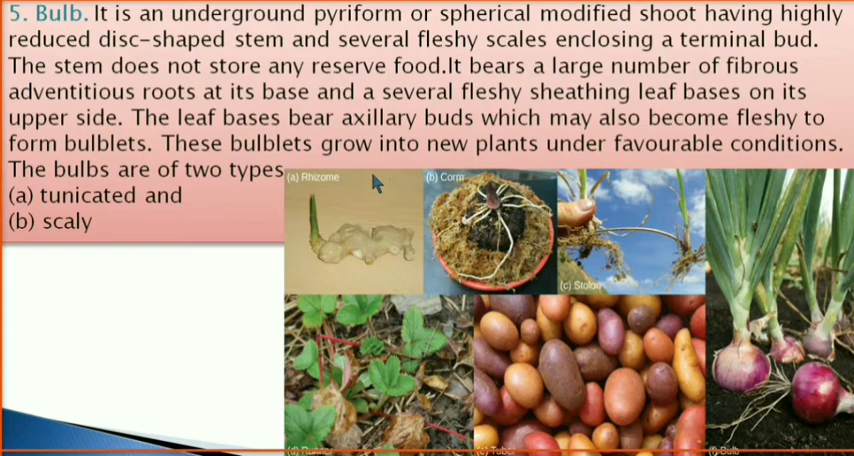 5. Bulb. It is an underground pyriform or spherical modified shoot having highly
reduced disc-shaped stem and several fleshy scales enclosing a terminal bud.
The stem does not store any reserve food.It bears a large number of fibrous
adventitious roots at its base and a several fleshy sheathing leaf bases on its
upper side. The leaf bases bear axillary buds which may also become fleshy to
form bulblets. These bulblets grow into new plants under favourable conditions.
The bulbs are of two types
(a) tunicated and
(b) scaly
(a) Rhizome
(b) Corm
(c) Stolon
(d) Runner
(e) Tuber
(f) Bulb